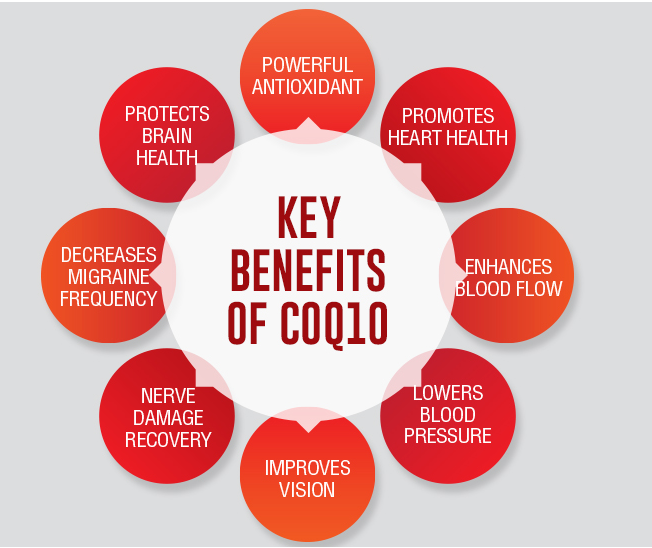 KEY
BENEFITS
OF COQ10
POWERFUL
ANTIOXIDANT
PROMOTES
HEART HEALTH
ENHANCES
BLOOD FLOW
LOWERS
BLOOD
PRESSURE
IMPROVES
VISION
NERVE
DAMAGE
RECOVERY
DECREASES
MIGRAINE
FREQUENCY
PROTECTS
BRAIN
HEALTH